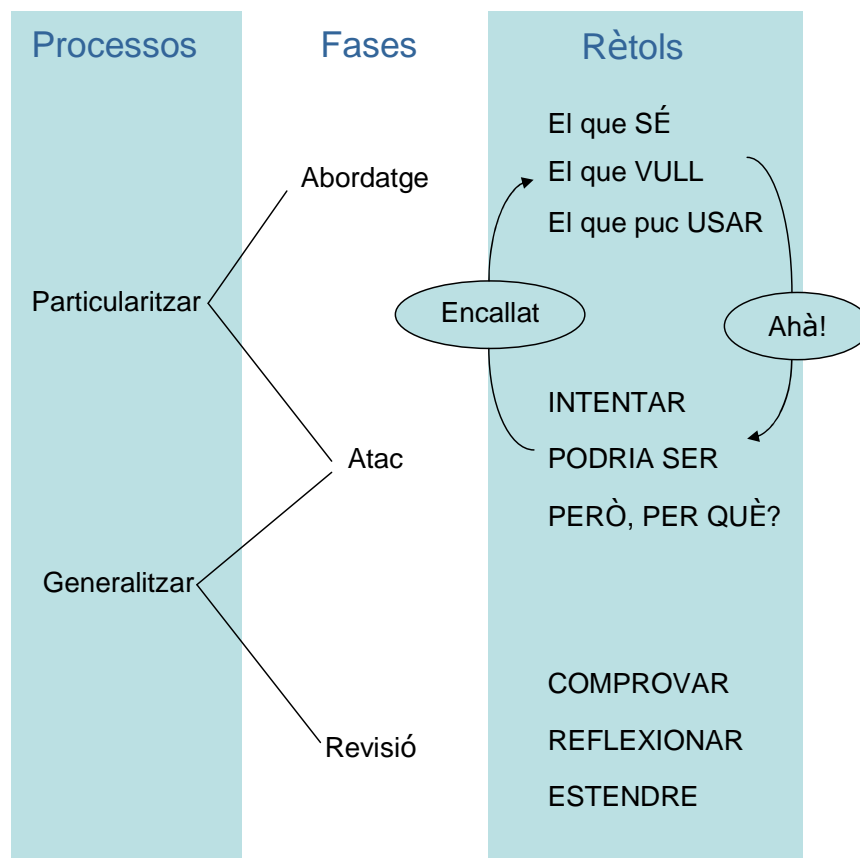 Processos
Fases
Rètols
El que SÉ
Abordatge
El que VULL
El que puc USAR
Particularitzar
Encallat
Ahà!
INTENTAR
Atac
PODRIA SER
PERÒ, PER QUÈ?
Generalitzar
COMPROVAR
Revisió
REFLEXIONAR
ESTENDRE